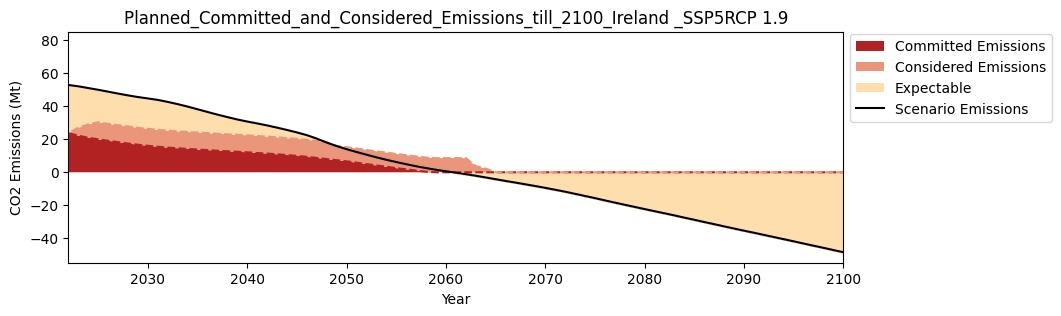 Planned_Committed_and_Considered_Emissions_till_2100_Ireland _SSP5RCP 1.9
CO2 Emissions (Mt)
80
60
40
20
0
−20
−40
2030
2040
2050
2060
2070
2080
2090
2100
Year
Committed Emissions
Considered Emissions
Expectable
Scenario Emissions